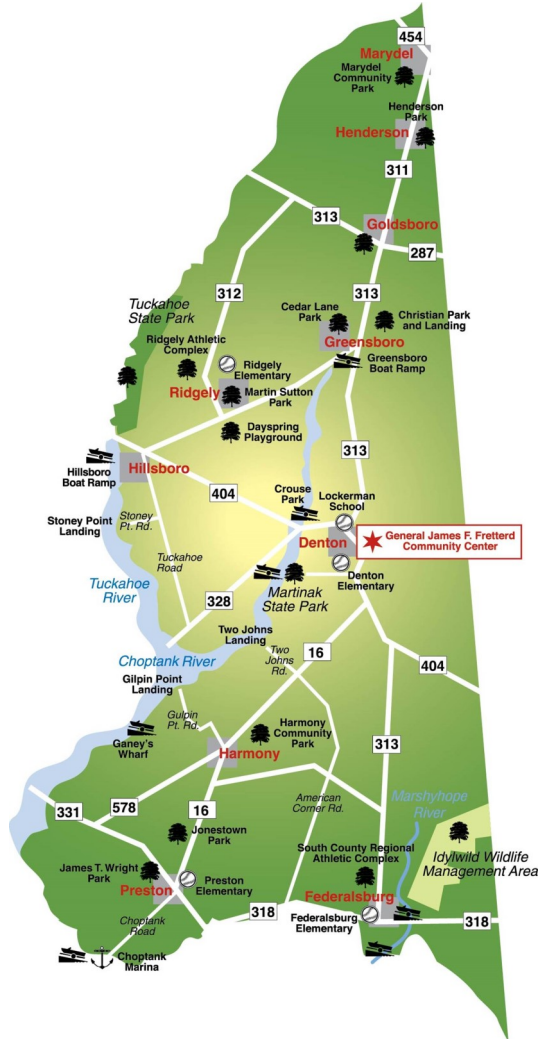 454
Marydel
Marydel
Community
Park
Henderson
Park
Henderson
311
313
Goldsboro
287
312
313
Tuckahoe
State Park
Cedar Lane
Park
Christian Park
and Landing
Greensboro
Ridgely Athletic
Complex
Ridgely
Elementary
Greensboro
Boat Ramp
Ridgely
Martin Sutton
Park
Dayspring
Playground
313
Hillsboro
Hillsboro
Boat Ramp
404
Crouse
Park
Lockerman
School
Stoney Point
Landing
Stoney
Pt. Rd.
Denton
General James F. Fretterd
Community Center
Tuckahoe
Road
Denton
Elementary
Tuckahoe
River
328
Martinak
State Park
Two Johns
Landing
16
Two
Johns
Rd.
404
Choptank River
Gilpin Point
Landing
Gulpin
Pt. Rd.
Harmony
Community
Park
313
Ganey's
Wharf
Harmony
331
578
16
American
Corner Rd.
Marshyhope
River
Jonestown
Park
South County Regional
Athletic Complex
Idylwild Wildlife
Management Area
James T. Wright
Park
Preston
Preston
Elementary
Federalsburg
318
Federalsburg
Elementary
318
Choptank
Road
Choptank
Marina